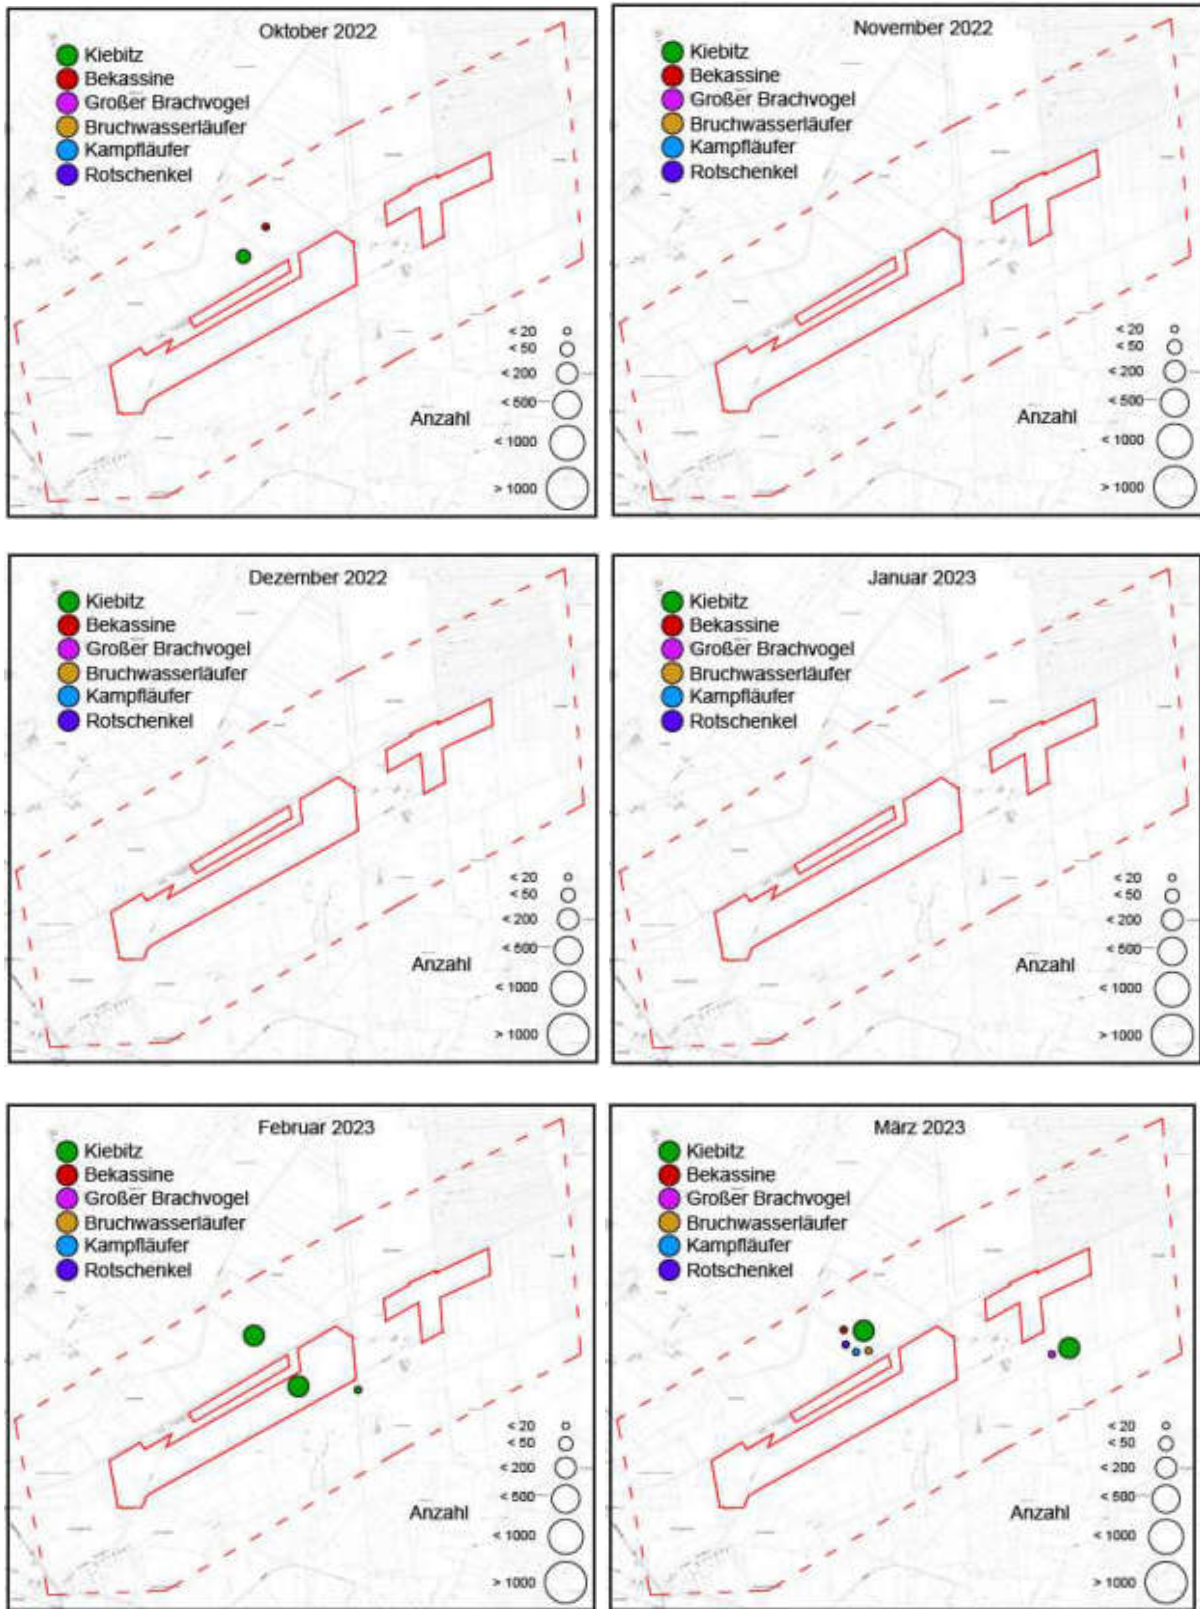 Oktober 2022
Kiebitz
Bekassine
Großer Brachvogel
Bruchwasserläufer
Kampfläufer
Rotschenkel
< 20
< 50
< 200
< 500
Anzahl
< 1000
> 1000
November 2022
Kiebitz
Bekassine
Großer Brachvogel
Bruchwasserläufer
Kampfläufer
Rotschenkel
< 20
< 50
< 200
< 500
Anzahl
< 1000
> 1000
Dezember 2022
Kiebitz
Bekassine
Großer Brachvogel
Bruchwasserläufer
Kampfläufer
Rotschenkel
< 20
< 50
< 200
< 500
Anzahl
< 1000
> 1000
Januar 2023
Kiebitz
Bekassine
Großer Brachvogel
Bruchwasserläufer
Kampfläufer
Rotschenkel
< 20
< 50
< 200
< 500
Anzahl
< 1000
> 1000
Februar 2023
Kiebitz
Bekassine
Großer Brachvogel
Bruchwasserläufer
Kampfläufer
Rotschenkel
< 20
< 50
< 200
< 500
Anzahl
< 1000
> 1000
März 2023
Kiebitz
Bekassine
Großer Brachvogel
Bruchwasserläufer
Kampfläufer
Rotschenkel
< 20
< 50
< 200
< 500
Anzahl
< 1000
> 1000